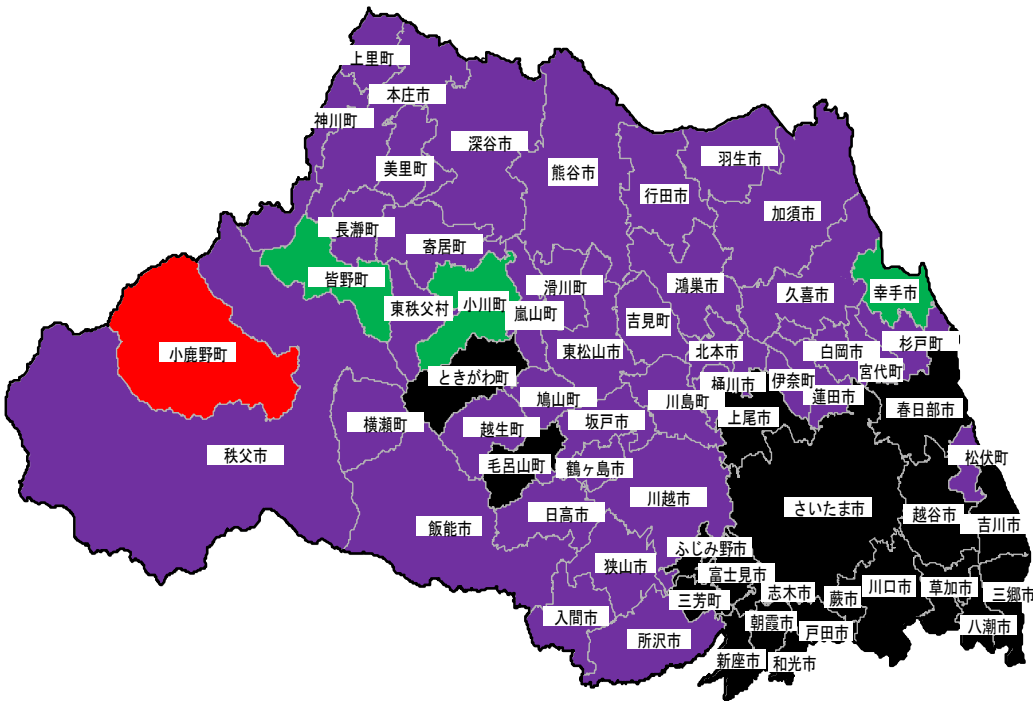 上里町
本庄市
神川町
深谷市
羽生市
美里町
熊谷市
行田市
加須市
長瀞町
寄居町
皆野町
滑川町
鴻巣市
久喜市
幸手市
東秩父村
小川町
嵐山町
吉見町
小鹿野町
東松山市
北本市
白岡市
杉戸町
ときがわ町
桶川市
伊奈町
宮代町
鳩山町
川島町
蓮田市
春日部市
横瀬町
越生町
坂戸市
上尾市
秩父市
毛呂山町
鶴ヶ島市
松伏町
川越市
さいたま市
飯能市
日高市
越谷市
吉川市
ふじみ野市
狭山市
富士見市
三芳町
志木市
蕨市
川口市
草加市
三郷市
入間市
朝霞市
戸田市
八潮市
所沢市
新座市
和光市